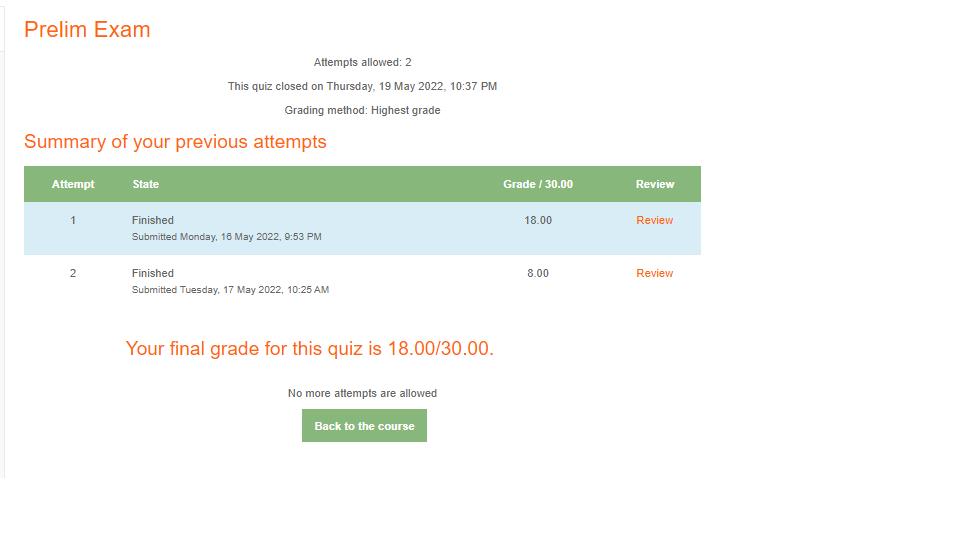 Prelim Exam
Attempts allowed: 2
This quiz closed on Thursday, 19 May 2022, 10:37 PM
Grading method: Highest grade
Summary of your previous attempts
Attempt State Grade / 30.00 Review
1 Finished 18.00 Review
Submitted Monday, 16 May 2022, 9:53 PM
2 Finished 8.00 Review
Submitted Tuesday, 17 May 2022, 10:25 AM
Your final grade for this quiz is 18.00/30.00.
No more attempts are allowed
Back to the course